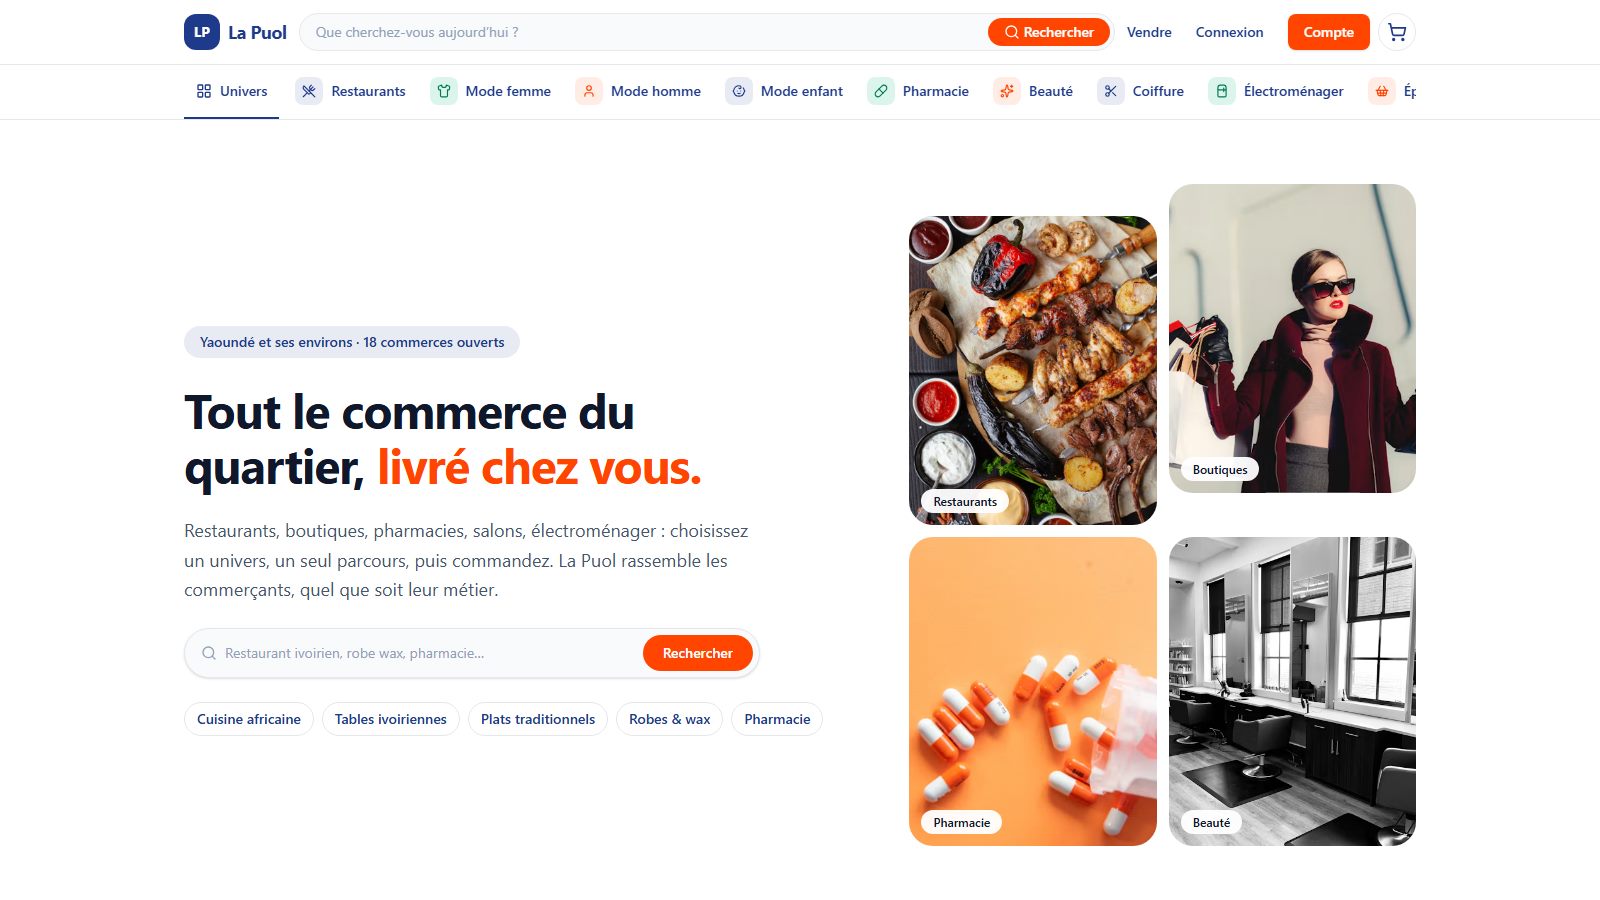 LP La Puol
Que cherchez-vous aujourd'hui ?
Rechercher
Vendre
Connexion
Compte
Univers
Restaurants
Mode femme
Mode homme
Mode enfant
Pharmacie
Beauté
Coiffure
Électroménager
Ép
Yaoundé et ses environs · 18 commerces ouverts
Tout le commerce du
quartier, livré chez vous.
Restaurants, boutiques, pharmacies, salons, électroménager : choisissez
un univers, un seul parcours, puis commandez. La Puol rassemble les
commerçants, quel que soit leur métier.
Restaurant ivoirien, robe wax, pharmacie...
Rechercher
Cuisine africaine
Tables ivoiriennes
Plats traditionnels
Robes & wax
Pharmacie
Restaurants
Boutiques
Pharmacie
Beauté